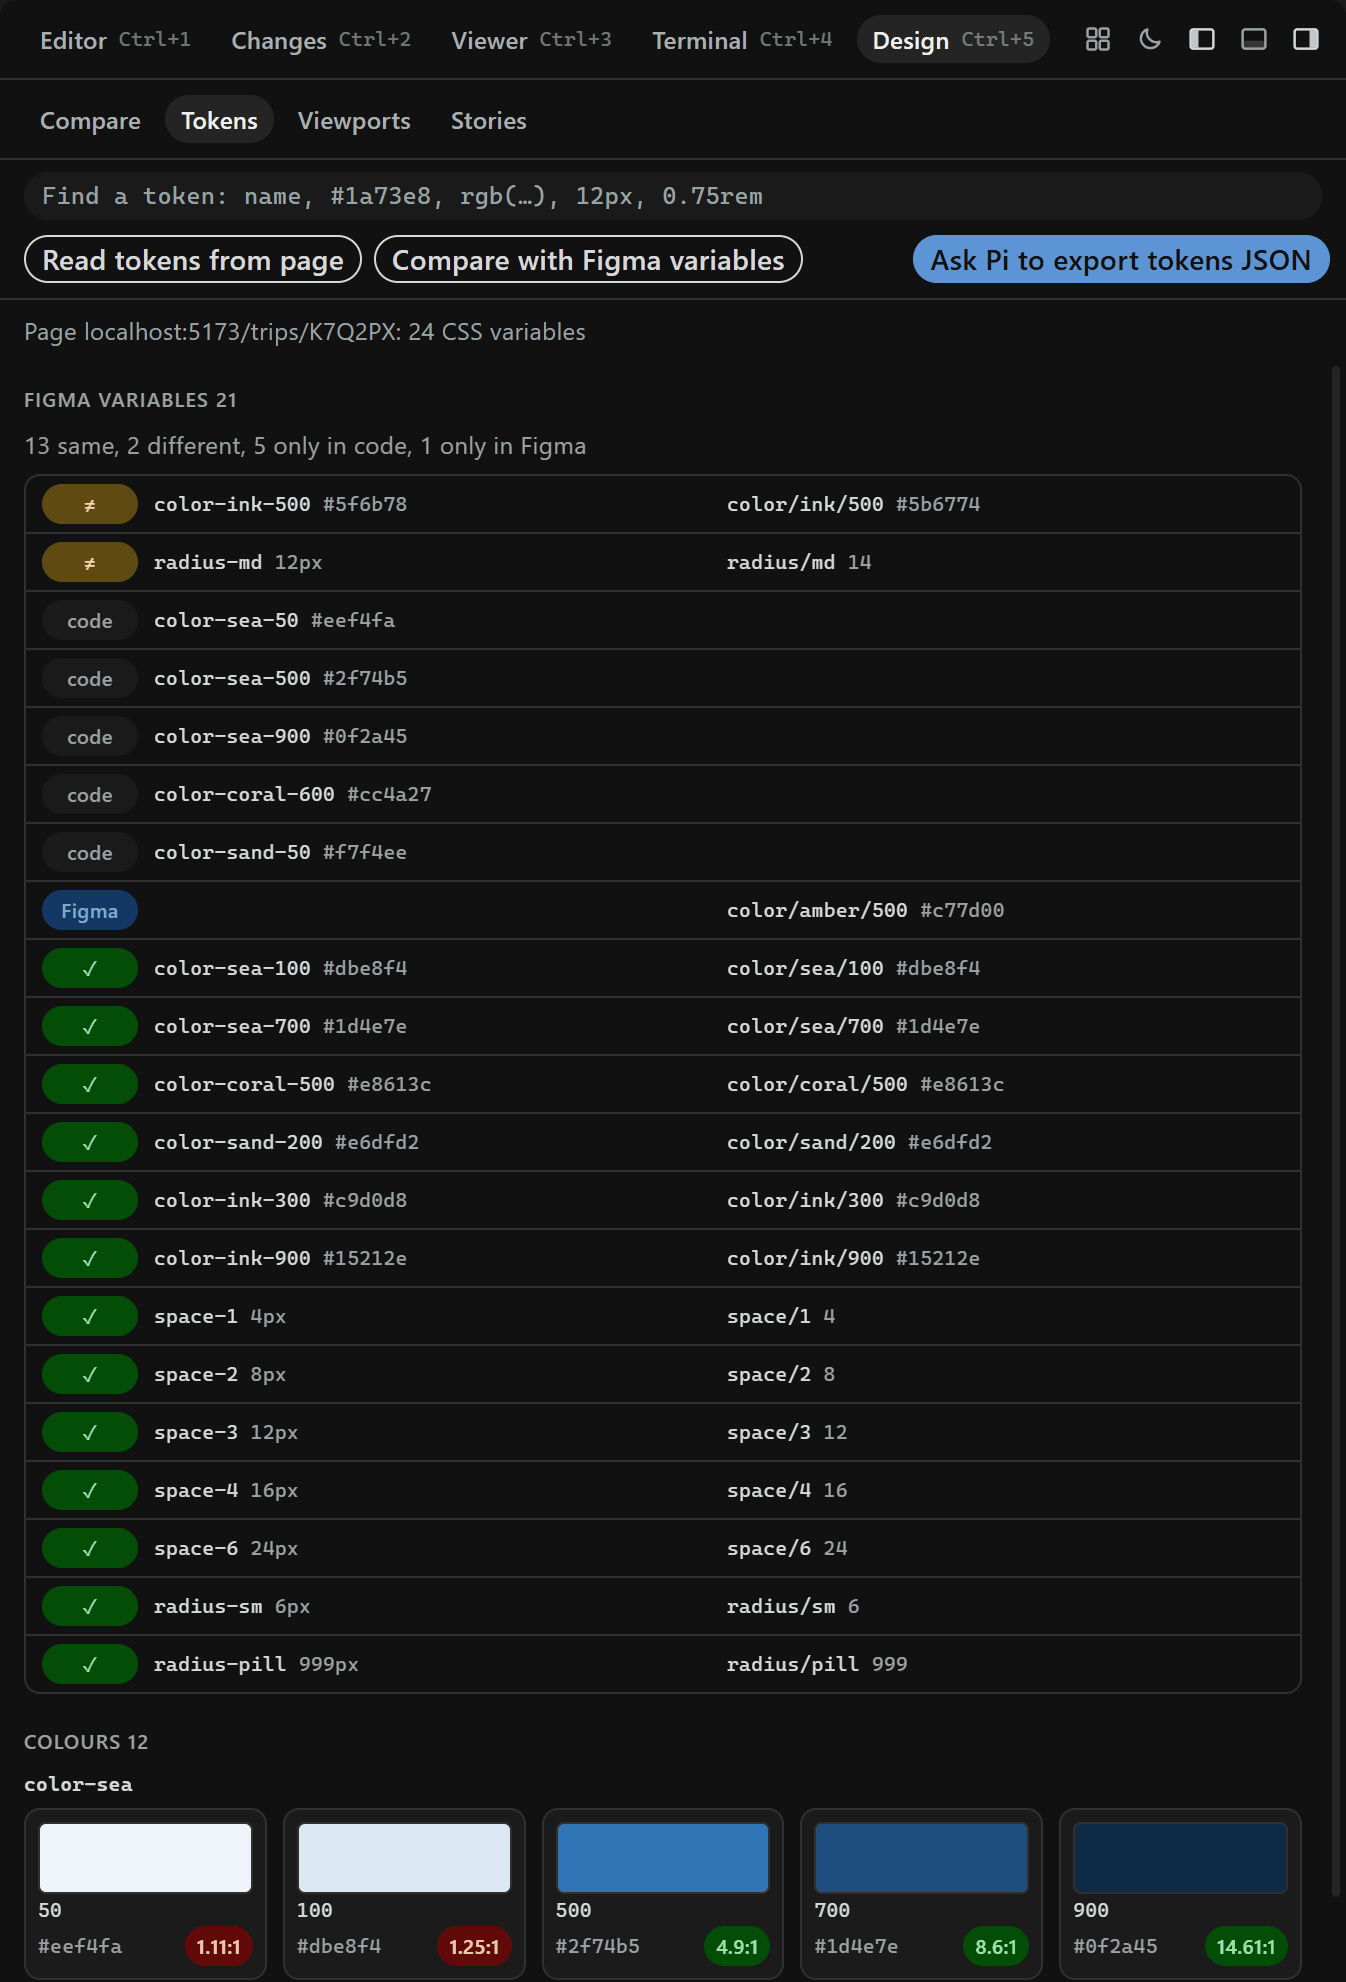 Editor Ctrl+1 Changes Ctrl+2 Viewer Ctrl+3 Terminal Ctrl+4 Design Ctrl+5
Compare Tokens Viewports Stories
Find a token: name, #1a73e8, rgb(…), 12px, 0.75rem
Read tokens from page Compare with Figma variables Ask Pi to export tokens JSON
Page localhost:5173/trips/K7Q2PX: 24 CSS variables
FIGMA VARIABLES 21
13 same, 2 different, 5 only in code, 1 only in Figma
≠ color-ink-500 #5f6b78 color/ink/500 #5b6774
≠ radius-md 12px radius/md 14
code color-sea-50 #eef4fa
code color-sea-500 #2f74b5
code color-sea-900 #0f2a45
code color-coral-600 #cc4a27
code color-sand-50 #f7f4ee
Figma color/amber/500 #c77d00
✓ color-sea-100 #dbe8f4 color/sea/100 #dbe8f4
✓ color-sea-700 #1d4e7e color/sea/700 #1d4e7e
✓ color-coral-500 #e8613c color/coral/500 #e8613c
✓ color-sand-200 #e6dfd2 color/sand/200 #e6dfd2
✓ color-ink-300 #c9d0d8 color/ink/300 #c9d0d8
✓ color-ink-900 #15212e color/ink/900 #15212e
✓ space-1 4px space/1 4
✓ space-2 8px space/2 8
✓ space-3 12px space/3 12
✓ space-4 16px space/4 16
✓ space-6 24px space/6 24
✓ radius-sm 6px radius/sm 6
✓ radius-pill 999px radius/pill 999
COLOURS 12
color-sea
50 100 500 700 900
#eef4fa 1.11:1 #dbe8f4 1.25:1 #2f74b5 4.9:1 #1d4e7e 8.6:1 #0f2a45 14.61:1